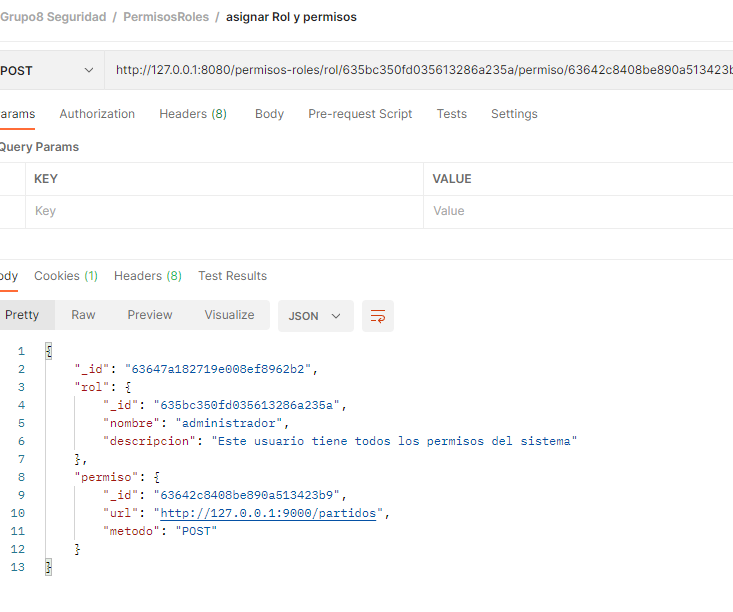 Grupo8 Seguridad / PermisosRoles / asignar Rol y permisos
POST http://127.0.0.1:8080/permisos-roles/rol/635bc350fd035613286a235a/permiso/63642c8408be890a513423b
arams Authorization Headers (8) Body Pre-request Script Tests Settings
Query Params
KEY VALUE
Key Value
ody Cookies (1) Headers (8) Test Results
Pretty Raw Preview Visualize JSON
1 {
2 "_id": "63647a182719e008ef8962b2",
3 "rol": {
4 "_id": "635bc350fd035613286a235a",
5 "nombre": "administrador",
6 "descripcion": "Este usuario tiene todos los permisos del sistema"
7 },
8 "permiso": {
9 "_id": "63642c8408be890a513423b9",
10 "url": "http://127.0.0.1:9000/partidos",
11 "metodo": "POST"
12 }
13 }